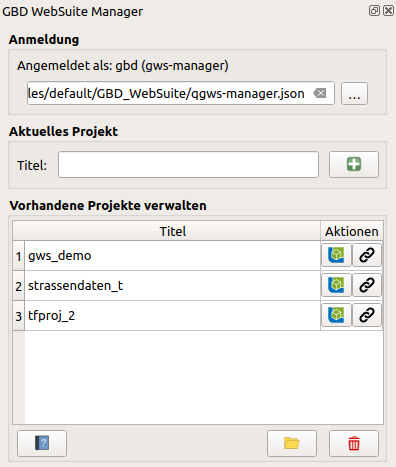 GBD WebSuite Manager
Anmeldung
Angemeldet als: gbd (gws-manager)
les/default/GBD_WebSuite/qgws-manager.json
...
Aktuelles Projekt
Titel:
Vorhandene Projekte verwalten
Titel Aktionen
1 gws_demo
2 strassendaten_t
3 tfproj_2
?